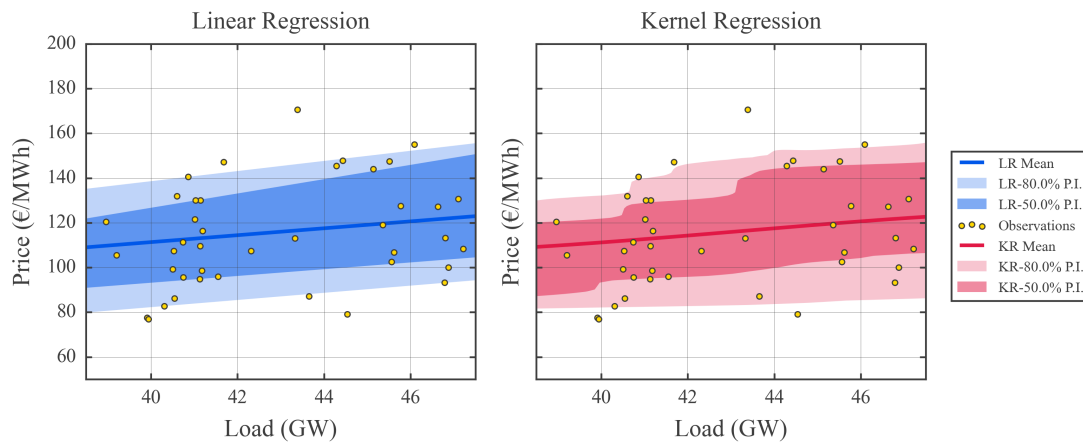 Linear Regression
Kernel Regression
200
180
160
140
120
100
80
60
Price (€/MWh)
Price (€/MWh)
40
42
44
46
40
42
44
46
Load (GW)
Load (GW)
LR Mean
LR-80.0% P.I.
LR-50.0% P.I.
Observations
KR Mean
KR-80.0% P.I.
KR-50.0% P.I.